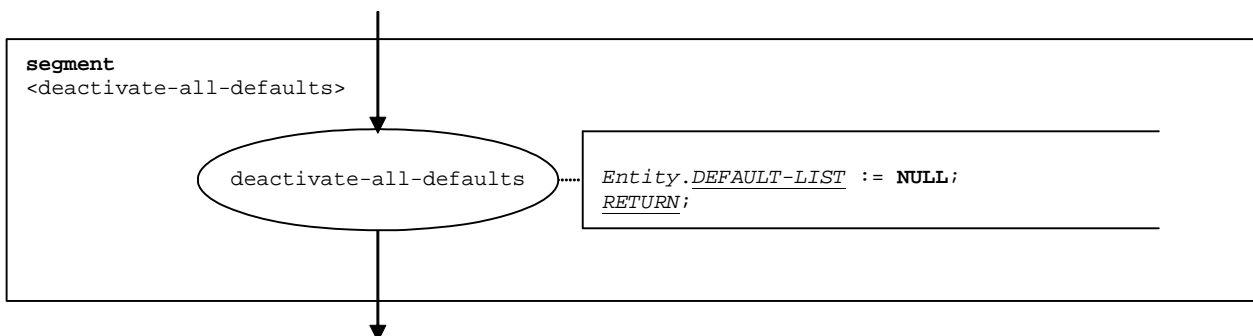 segment
<deactivate-all-defaults>
deactivate-all-defaults
Entity.DEFAULT-LIST := NULL;
RETURN;